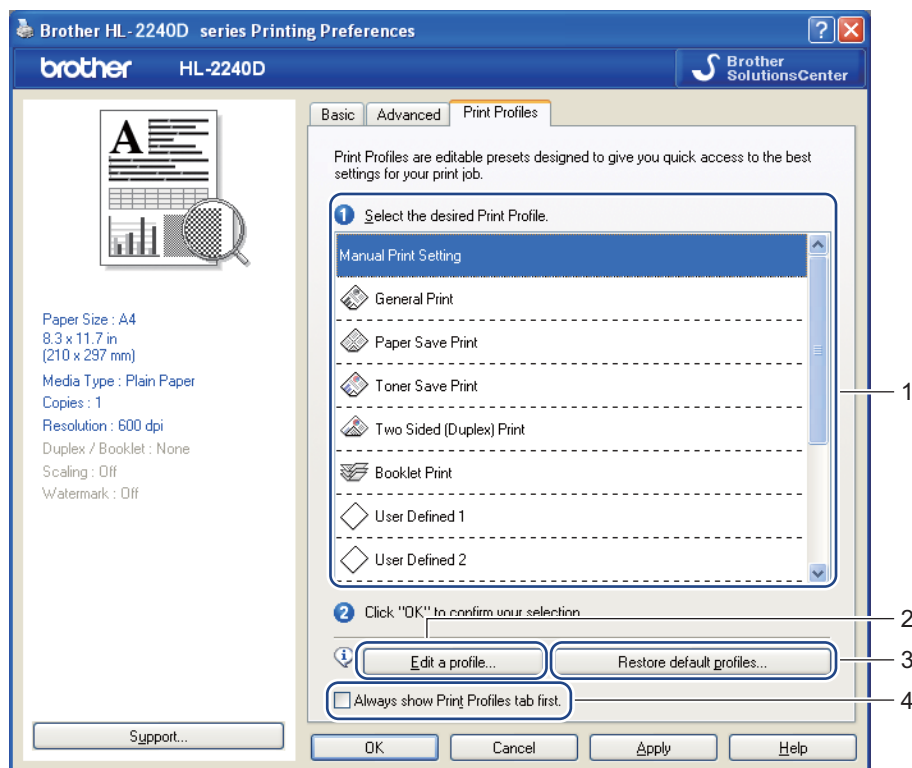 Brother HL-2240D series Printing Preferences
brother HL-2240D
Brother
SolutionsCenter
A
Paper Size : A4
8.3 x 11.7 in
(210 x 297 mm)
Media Type : Plain Paper
Copies : 1
Resolution : 600 dpi
Duplex / Booklet : None
Scaling : Off
Watermark : Off
Support...
Basic Advanced Print Profiles
Print Profiles are editable presets designed to give you quick access to the best
settings for your print job.
1 Select the desired Print Profile.
Manual Print Setting
General Print
Paper Save Print
Toner Save Print
Two Sided (Duplex) Print
Booklet Print
User Defined 1
User Defined 2
2 Click "OK" to confirm your selection
Edit a profile... Restore default profiles...
Always show Print Profiles tab first.
OK Cancel Apply Help
1
2
3
4